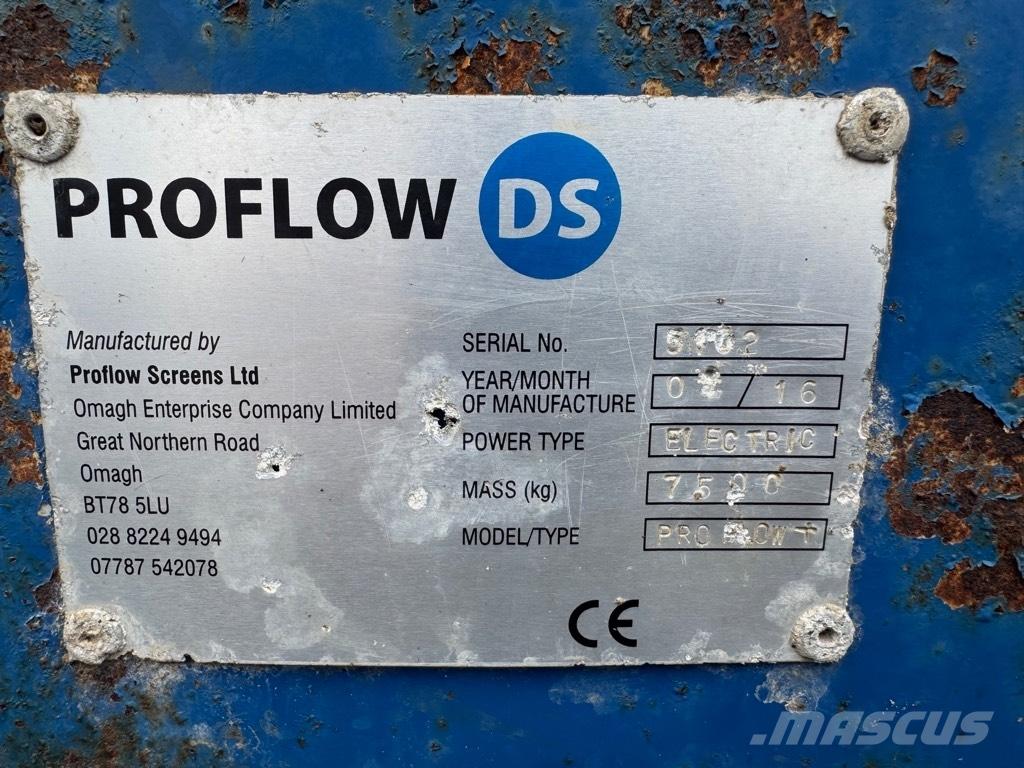 PROFLOW DS
Manufactured by
Proflow Screens Ltd
Omagh Enterprise Company Limited
Great Northern Road
Omagh
BT78 5LU
028 8224 9494
07787 542078
SERIAL No.
YEAR/MONTH
OF MANUFACTURE / 16
POWER TYPE ELECTRIC
MASS (kg) 7500
MODEL/TYPE
CE
MASCUS